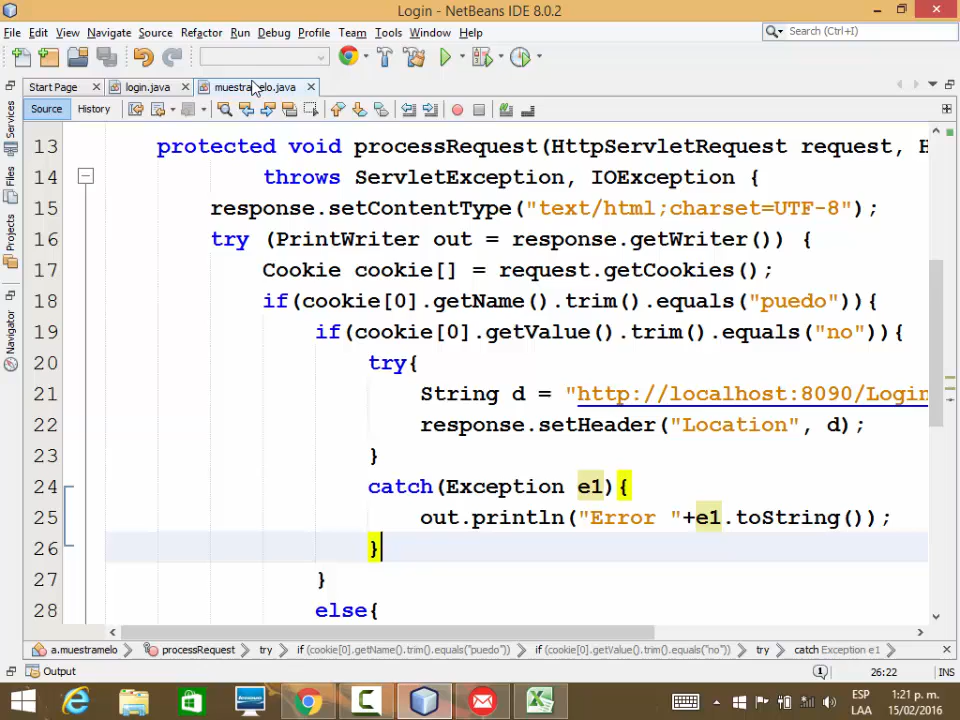 Login - NetBeans IDE 8.0.2
File Edit View Navigate Source Refactor Run Debug Profile Team Tools Window Help
Search (Ctrl+I)
Start Page login.java muestramelo.java
Source History
Services
Files
Projects
Navigator
13 protected void processRequest(HttpServletRequest request, H
14 throws ServletException, IOException {
15 response.setContentType("text/html;charset=UTF-8");
16 try (PrintWriter out = response.getWriter()) {
17 Cookie cookie[] = request.getCookies();
18 if(cookie[0].getName().trim().equals("puedo")){
19 if(cookie[0].getValue().trim().equals("no")){
20 try{
21 String d = "http://localhost:8090/Login
22 response.setHeader("Location", d);
23 }
24 catch(Exception e1){
25 out.println("Error "+e1.toString());
26 }
27 }
28 else{
a.muestramelo processRequest try if (cookie[0].getName().trim().equals("puedo")) if (cookie[0].getValue().trim().equals("no")) try catch Exception e1
Output 26:22 INS
ESP 1:21 p. m.
LAA 15/02/2016